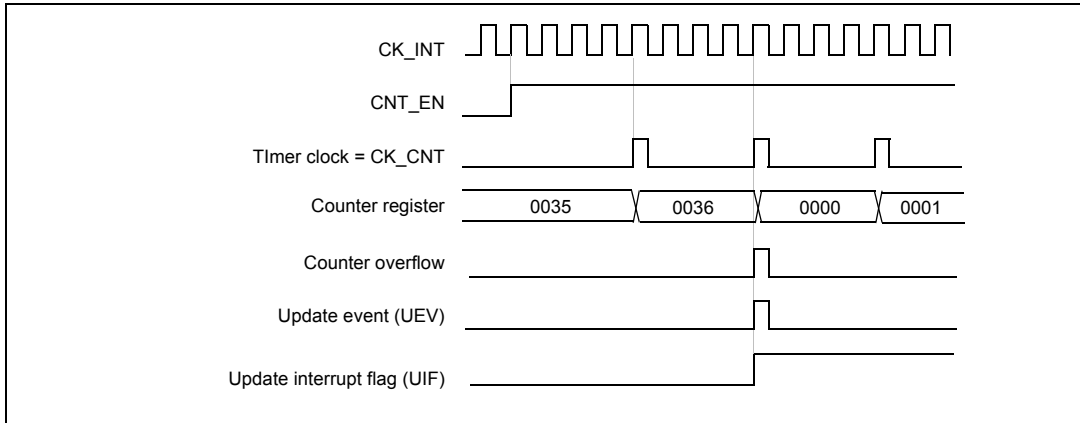 CK_INT
CNT_EN
TImer clock = CK_CNT
Counter register 0035 0036 0000 0001
Counter overflow
Update event (UEV)
Update interrupt flag (UIF)